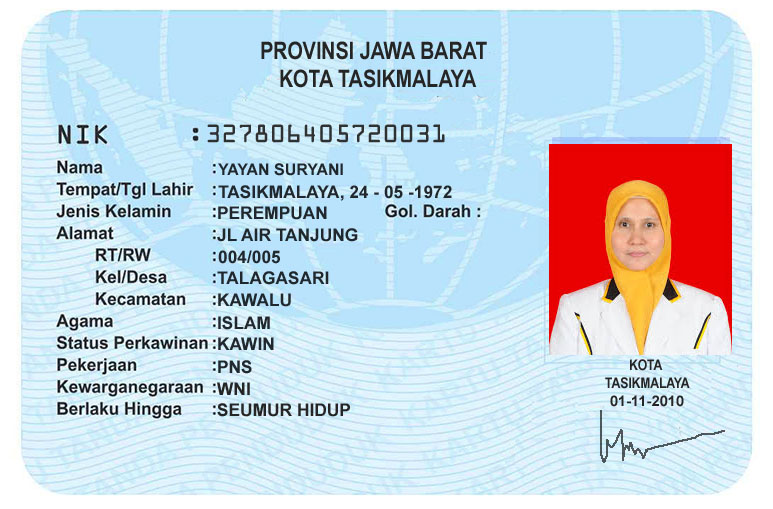 PROVINSI JAWA BARAT
KOTA TASIKMALAYA
NIK :3278064057200​31
Nama :YAYAN SURYANI
Tempat/Tgl Lahir :TASIKMALAYA, 24 - 05 -1972
Jenis Kelamin :PEREMPUAN Gol. Darah :
Alamat :JL AIR TANJUNG
RT/RW :004/005
Kel/Desa :TALAGASARI
Kecamatan :KAWALU
Agama :ISLAM
Status Perkawinan :KAWIN
Pekerjaan :PNS
Kewarganegaraan :WNI
Berlaku Hingga :SEUMUR HIDUP
KOTA
TASIKMALAYA
01-11-2010